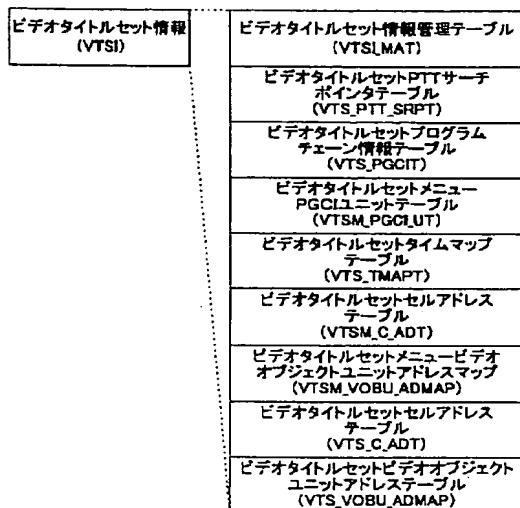 ビデオタイトルセット情報
(VTSI)
ビデオタイトルセット情報管理テーブル
(VTSI_MAT)
ビデオタイトルセットPTTサーチ
ポインタテーブル
(VTS_PTT_SRPT)
ビデオタイトルセットプログラム
チェーン情報テーブル
(VTS_PGCIT)
ビデオタイトルセットメニュー
PGCIユニットテーブル
(VTSM_PGCI_UT)
ビデオタイトルセットタイムマップ
テーブル
(VTS_TMAPT)
ビデオタイトルセットセルアドレス
テーブル
(VTSM_C_ADT)
ビデオタイトルセットメニュービデオ
オブジェクトユニットアドレスマップ
(VTSM_VOBU_ADMAP)
ビデオタイトルセットセルアドレス
テーブル
(VTS_C_ADT)
ビデオタイトルセットビデオオブジェクト
ユニットアドレステーブル
(VTS_VOBU_ADMAP)